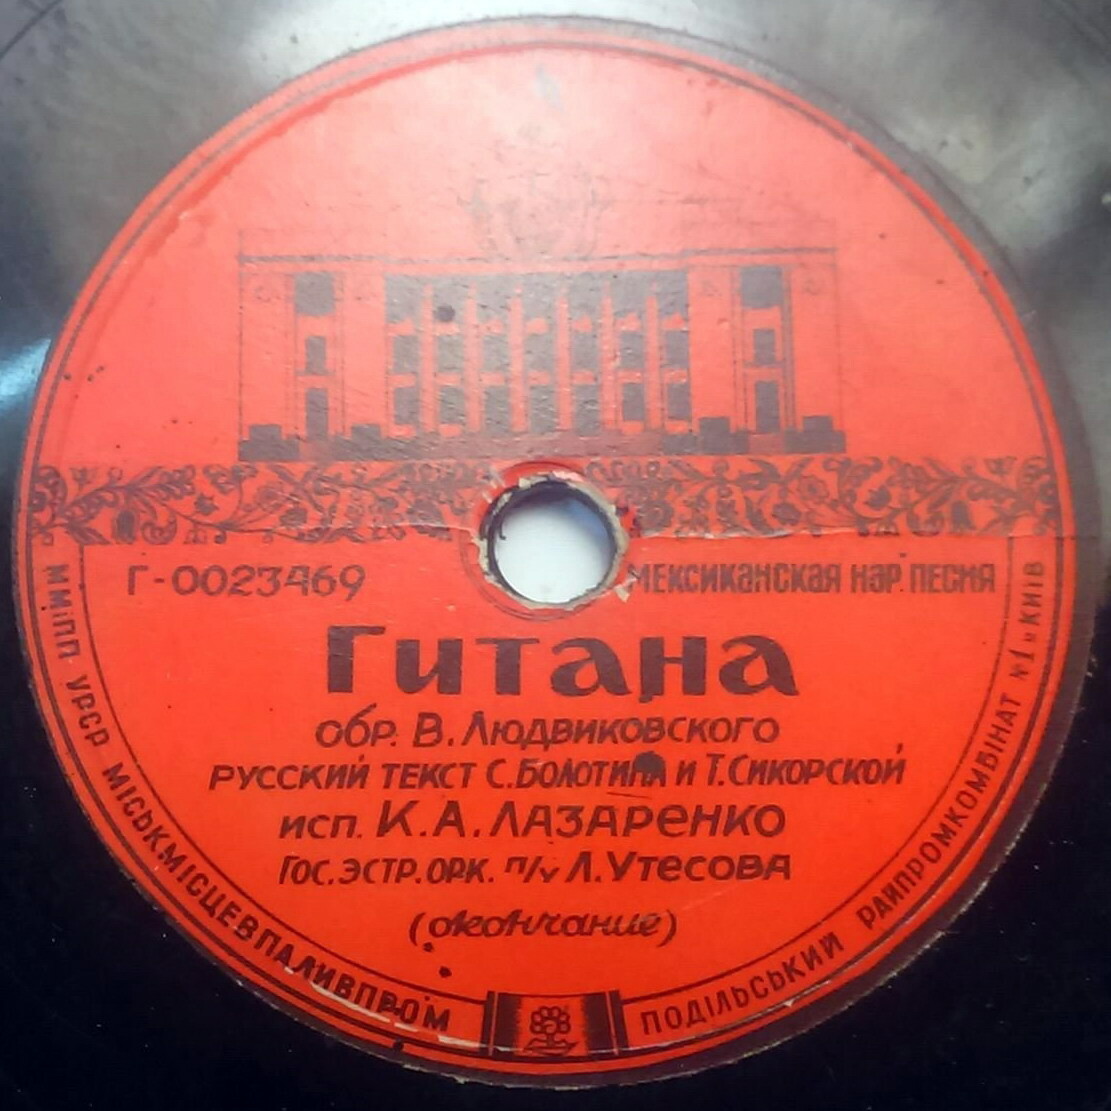 Г-0023469
МЕКСИКАНСКАЯ НАР. ПЕСНЯ
Гитана
обр. В. Людвиковского
РУССКИЙ ТЕКСТ С. БОЛОТИНА И Т. СИКОРСКОЙ
исп. К. А. ЛАЗАРЕНКО
Гос. эстр. орк. п/у Л. Утесова
(окончание)
ММІПП УРСР МІСЬКМІСЦЕВПАЛИВПРОМ
ПОДІЛЬСЬКИЙ РАЙПРОМКОМБІНАТ №1 КИЇВ